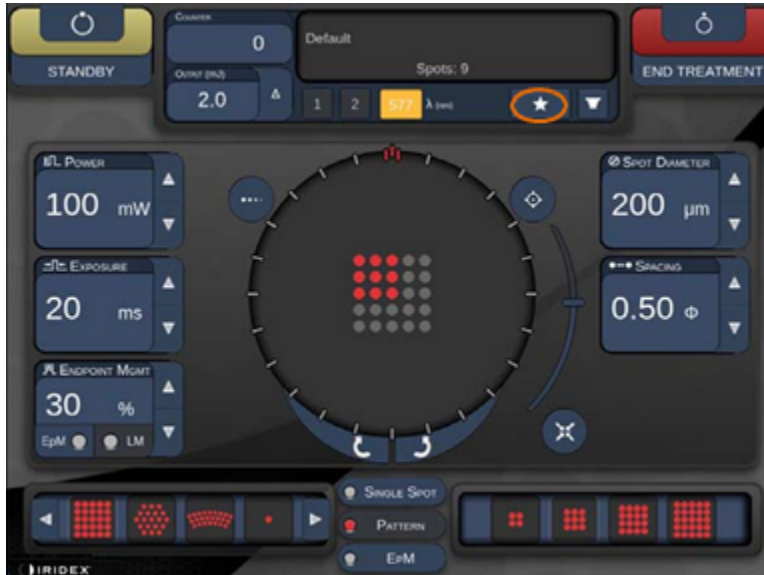 STANDBY
COUNTER
0
OUTPUT (mJ)
2.0
Default
Spots: 9
1 2 577 λ (nm)
END TREATMENT
POWER
100 mW
EXPOSURE
20 ms
ENDPOINT MGMT
30 %
EpM LM
SPOT DIAMETER
200 µm
SPACING
0.50 Φ
SINGLE SPOT
PATTERN
EPM
IRIDEX